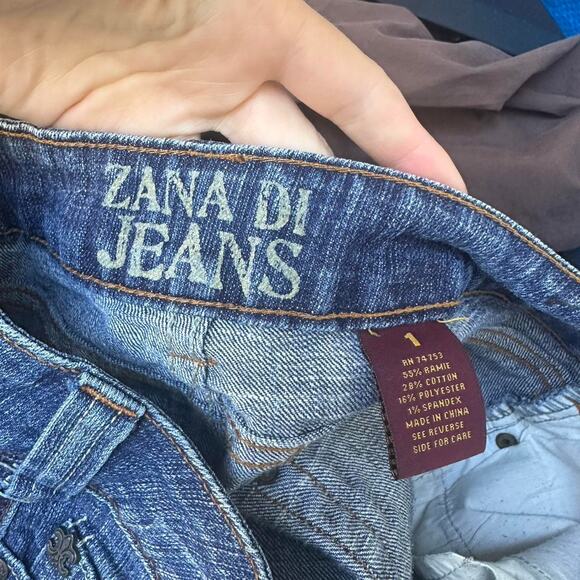 ZANA DI
JEANS
1
RN 74753
55% RAMIE
28% COTTON
16% POLYESTER
1% SPANDEX
MADE IN CHINA
SEE REVERSE
SIDE FOR CARE